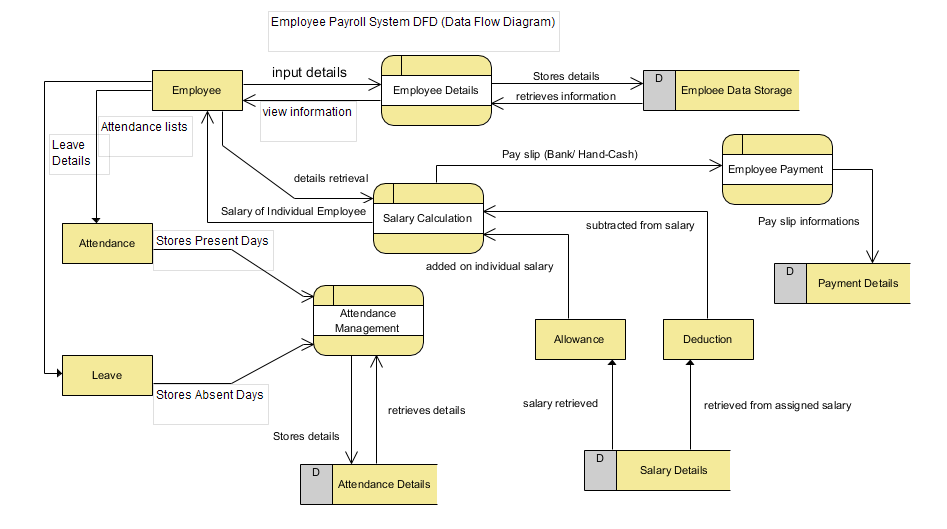 Employee Payroll System DFD (Data Flow Diagram)
input details
Employee
Employee Details
Stores details
retrieves information
D
Emploee Data Storage
view information
Attendance lists
Leave
Details
Pay slip (Bank/ Hand-Cash)
Employee Payment
details retrieval
Salary of Individual Employee
Salary Calculation
subtracted from salary
Pay slip informations
Attendance
Stores Present Days
added on individual salary
D
Payment Details
Attendance
Management
Allowance
Deduction
Leave
Stores Absent Days
retrieves details
salary retrieved
retrieved from assigned salary
Stores details
D
Attendance Details
D
Salary Details